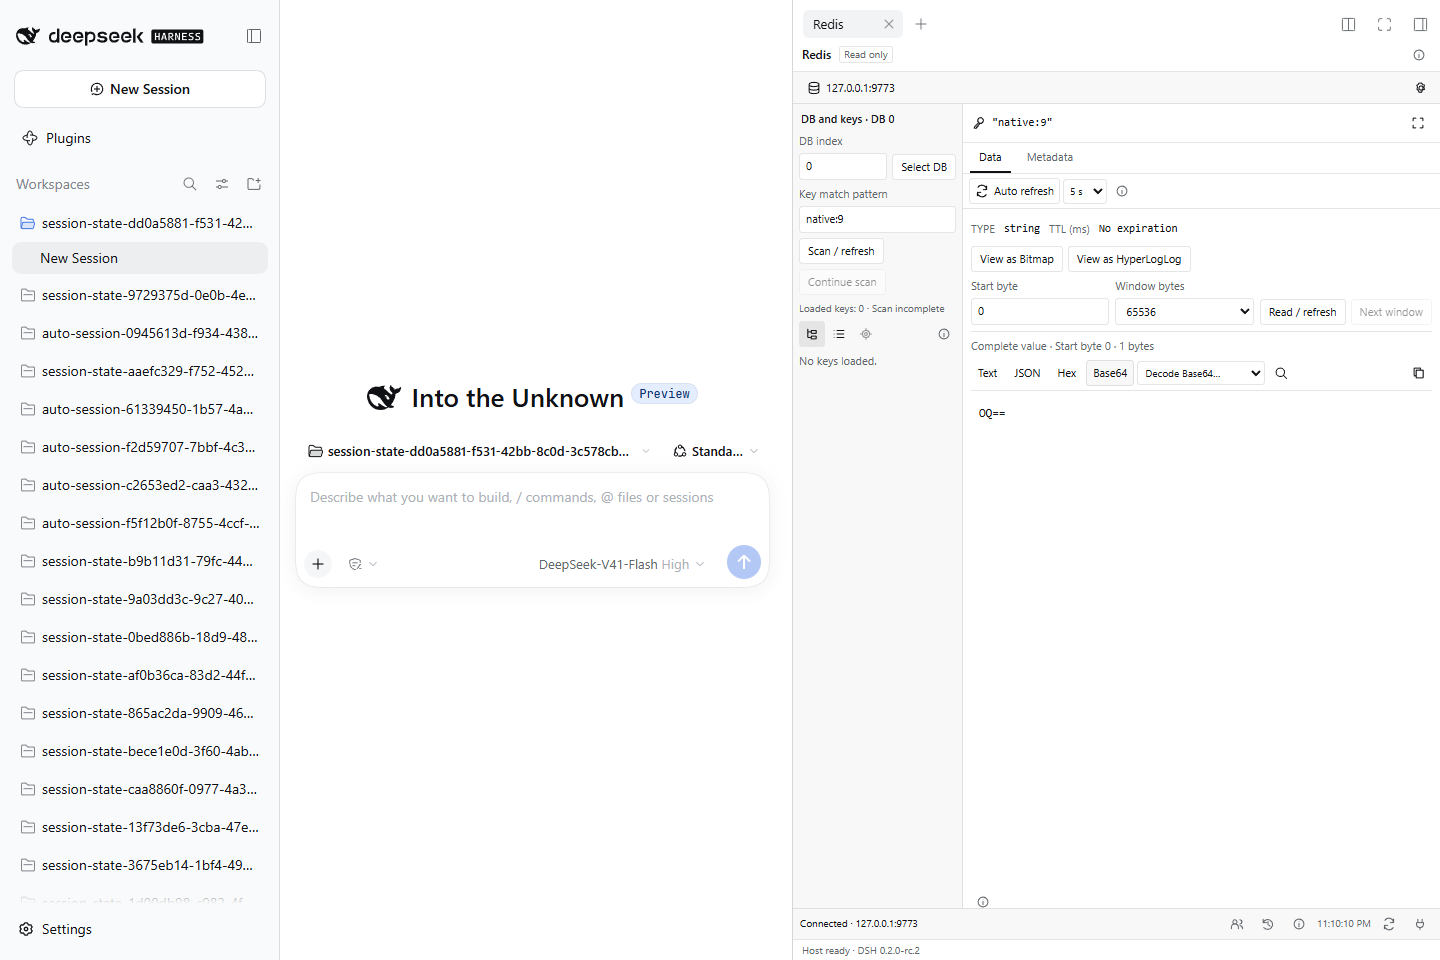 deepseek HARNESS
New Session
Plugins
Workspaces
session-state-dd0a5881-f531-42...
New Session
session-state-9729375d-0e0b-4e...
auto-session-0945613d-f934-438...
session-state-aaefc329-f752-452...
auto-session-61339450-1b57-4a...
auto-session-f2d59707-7bbf-4c3...
auto-session-c2653ed2-caa3-432...
auto-session-f5f12b0f-8755-4ccf-...
session-state-b9b11d31-79fc-44...
session-state-9a03dd3c-9c27-40...
session-state-0bed886b-18d9-48...
session-state-af0b36ca-83d2-44f...
session-state-865ac2da-9909-46...
session-state-bece1e0d-3f60-4ab...
session-state-caa8860f-0977-4a3...
session-state-13f73de6-3cba-47e...
session-state-3675eb14-1bf4-49...
Settings
Into the Unknown Preview
session-state-dd0a5881-f531-42bb-8c0d-3c578cb... Standa...
Describe what you want to build, / commands, @ files or sessions
DeepSeek-V41-Flash High
Redis
Redis Read only
127.0.0.1:9773
DB and keys · DB 0
DB index
0 Select DB
Key match pattern
native:9
Scan / refresh
Continue scan
Loaded keys: 0 · Scan incomplete
No keys loaded.
"native:9"
Data Metadata
Auto refresh 5 s
TYPE string TTL (ms) No expiration
View as Bitmap View as HyperLogLog
Start byte Window bytes
0 65536 Read / refresh Next window
Complete value · Start byte 0 · 1 bytes
Text JSON Hex Base64 Decode Base64...
OQ==
Connected · 127.0.0.1:9773 11:10:10 PM
Host ready · DSH 0.2.0-rc.2